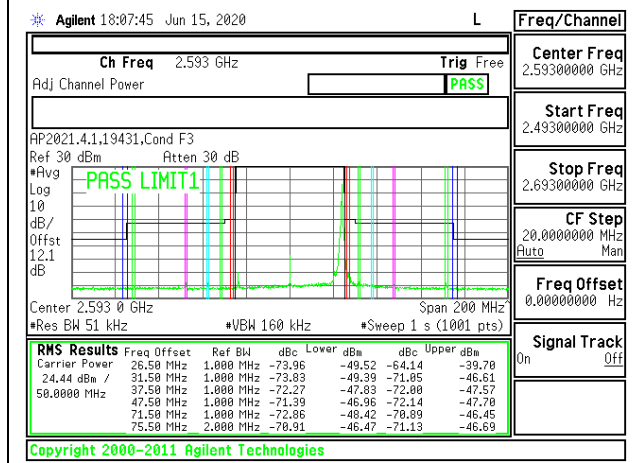 Agilent 18:07:45 Jun 15, 2020 L
Freq/Channel
Ch Freq 2.593 GHz Trig Free
Adj Channel Power PASS
Center Freq
2.59300000 GHz
Start Freq
2.49300000 GHz
AP2021.4.1,19431,Cond F3
Ref 30 dBm Atten 30 dB
#Avg
Log
10
dB/
Offst
12.1
dB
PASS LIMIT1
Stop Freq
2.69300000 GHz
CF Step
20.0000000 MHz
Auto Man
Freq Offset
0.00000000 Hz
Center 2.593 0 GHz Span 200 MHz^
#Res BW 51 kHz #VBW 160 kHz #Sweep 1 s (1001 pts)
Signal Track
On Off
RMS Results Freq Offset Ref BW dBc Lower dBm dBc Upper dBm
Carrier Power 26.50 MHz 1.000 MHz -73.96 -49.52 -64.14 -39.70
24.44 dBm / 31.50 MHz 1.000 MHz -73.83 -49.39 -71.05 -46.61
50.0000 MHz 37.50 MHz 1.000 MHz -72.27 -47.83 -72.00 -47.57
47.50 MHz 1.000 MHz -71.39 -46.96 -72.14 -47.70
71.50 MHz 1.000 MHz -72.86 -48.42 -70.89 -46.45
75.50 MHz 2.000 MHz -70.91 -46.47 -71.13 -46.69
Copyright 2000-2011 Agilent Technologies